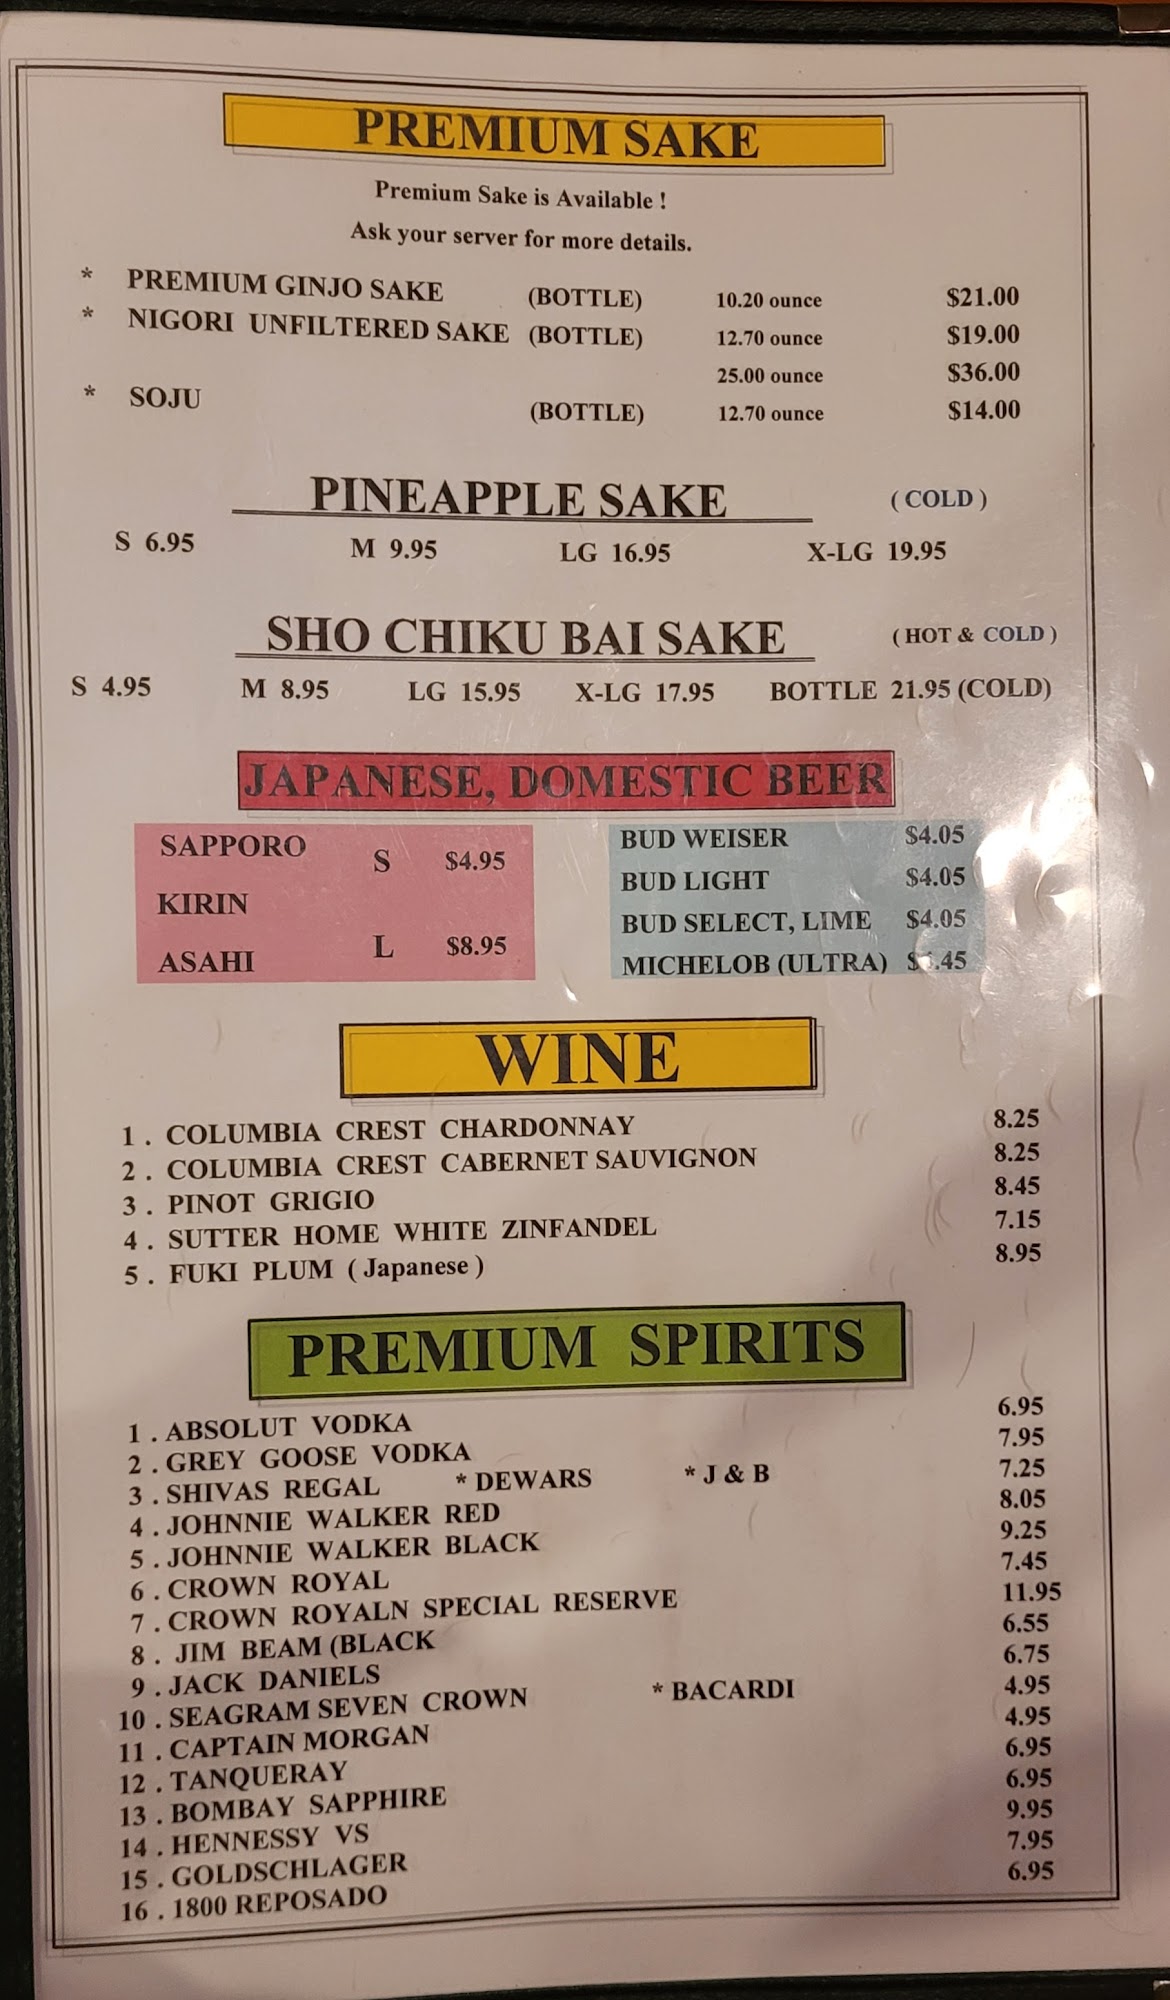 PREMIUM SAKE
Premium Sake is Available !
Ask your server for more details.
* PREMIUM GINJO SAKE (BOTTLE) 10.20 ounce $21.00
* NIGORI UNFILTERED SAKE (BOTTLE) 12.70 ounce $19.00
25.00 ounce $36.00
* SOJU (BOTTLE) 12.70 ounce $14.00
PINEAPPLE SAKE ( COLD )
S 6.95 M 9.95 LG 16.95 X-LG 19.95
SHO CHIKU BAI SAKE ( HOT & COLD )
S 4.95 M 8.95 LG 15.95 X-LG 17.95 BOTTLE 21.95 (COLD)
JAPANESE, DOMESTIC BEER
SAPPORO S $4.95
KIRIN
ASAHI L $8.95
BUD WEISER $4.05
BUD LIGHT $4.05
BUD SELECT, LIME $4.05
MICHELOB (ULTRA)
WINE
1 . COLUMBIA CREST CHARDONNAY 8.25
2 . COLUMBIA CREST CABERNET SAUVIGNON 8.25
3 . PINOT GRIGIO 8.45
4 . SUTTER HOME WHITE ZINFANDEL 7.15
5 . FUKI PLUM ( Japanese ) 8.95
PREMIUM SPIRITS
1 . ABSOLUT VODKA 6.95
2 . GREY GOOSE VODKA 7.95
3 . SHIVAS REGAL * DEWARS * J & B 7.25
4 . JOHNNIE WALKER RED 8.05
5 . JOHNNIE WALKER BLACK 9.25
6 . CROWN ROYAL 7.45
7 . CROWN ROYALN SPECIAL RESERVE 11.95
8 . JIM BEAM (BLACK 6.55
9 . JACK DANIELS 6.75
10 . SEAGRAM SEVEN CROWN * BACARDI 4.95
11 . CAPTAIN MORGAN 4.95
12 . TANQUERAY 6.95
13 . BOMBAY SAPPHIRE 6.95
14 . HENNESSY VS 9.95
15 . GOLDSCHLAGER 7.95
16 . 1800 REPOSADO 6.95